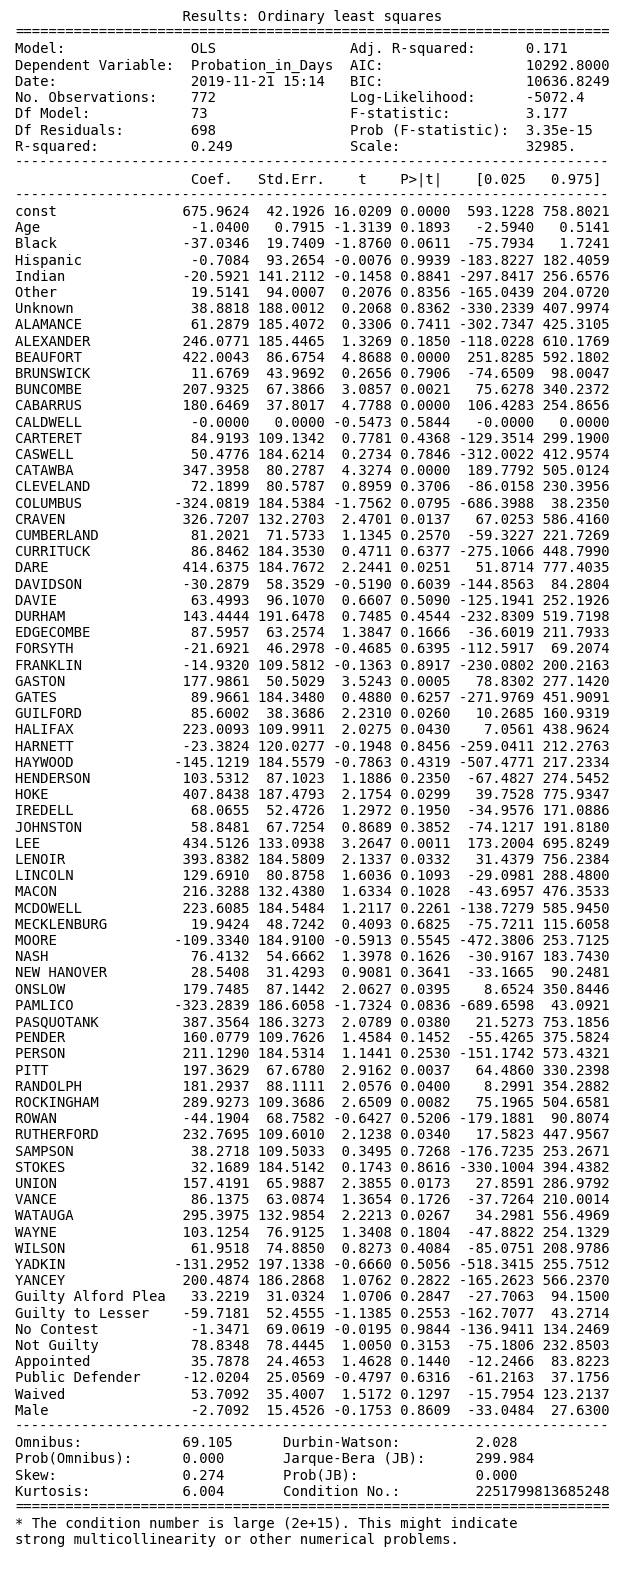 Results: Ordinary least squares
=======================================================================
Model: OLS Adj. R-squared: 0.171
Dependent Variable: Probation_in_Days AIC: 10292.8000
Date: 2019-11-21 15:14 BIC: 10636.8249
No. Observations: 772 Log-Likelihood: -5072.4
Df Model: 73 F-statistic: 3.177
Df Residuals: 698 Prob (F-statistic): 3.35e-15
R-squared: 0.249 Scale: 32985.
-----------------------------------------------------------------------
Coef. Std.Err. t P>|t| [0.025 0.975]
-----------------------------------------------------------------------
const 675.9624 42.1926 16.0209 0.0000 593.1228 758.8021
Age -1.0400 0.7915 -1.3139 0.1893 -2.5940 0.5141
Black -37.0346 19.7409 -1.8760 0.0611 -75.7934 1.7241
Hispanic -0.7084 93.2654 -0.0076 0.9939 -183.8227 182.4059
Indian -20.5921 141.2112 -0.1458 0.8841 -297.8417 256.6576
Other 19.5141 94.0007 0.2076 0.8356 -165.0439 204.0720
Unknown 38.8818 188.0012 0.2068 0.8362 -330.2339 407.9974
ALAMANCE 61.2879 185.4072 0.3306 0.7411 -302.7347 425.3105
ALEXANDER 246.0771 185.4465 1.3269 0.1850 -118.0228 610.1769
BEAUFORT 422.0043 86.6754 4.8688 0.0000 251.8285 592.1802
BRUNSWICK 11.6769 43.9692 0.2656 0.7906 -74.6509 98.0047
BUNCOMBE 207.9325 67.3866 3.0857 0.0021 75.6278 340.2372
CABARRUS 180.6469 37.8017 4.7788 0.0000 106.4283 254.8656
CALDWELL -0.0000 0.0000 -0.5473 0.5844 -0.0000 0.0000
CARTERET 84.9193 109.1342 0.7781 0.4368 -129.3514 299.1900
CASWELL 50.4776 184.6214 0.2734 0.7846 -312.0022 412.9574
CATAWBA 347.3958 80.2787 4.3274 0.0000 189.7792 505.0124
CLEVELAND 72.1899 80.5787 0.8959 0.3706 -86.0158 230.3956
COLUMBUS -324.0819 184.5384 -1.7562 0.0795 -686.3988 38.2350
CRAVEN 326.7207 132.2703 2.4701 0.0137 67.0253 586.4160
CUMBERLAND 81.2021 71.5733 1.1345 0.2570 -59.3227 221.7269
CURRITUCK 86.8462 184.3530 0.4711 0.6377 -275.1066 448.7990
DARE 414.6375 184.7672 2.2441 0.0251 51.8714 777.4035
DAVIDSON -30.2879 58.3529 -0.5190 0.6039 -144.8563 84.2804
DAVIE 63.4993 96.1070 0.6607 0.5090 -125.1941 252.1926
DURHAM 143.4444 191.6478 0.7485 0.4544 -232.8309 519.7198
EDGECOMBE 87.5957 63.2574 1.3847 0.1666 -36.6019 211.7933
FORSYTH -21.6921 46.2978 -0.4685 0.6395 -112.5917 69.2074
FRANKLIN -14.9320 109.5812 -0.1363 0.8917 -230.0802 200.2163
GASTON 177.9861 50.5029 3.5243 0.0005 78.8302 277.1420
GATES 89.9661 184.3480 0.4880 0.6257 -271.9769 451.9091
GUILFORD 85.6002 38.3686 2.2310 0.0260 10.2685 160.9319
HALIFAX 223.0093 109.9911 2.0275 0.0430 7.0561 438.9624
HARNETT -23.3824 120.0277 -0.1948 0.8456 -259.0411 212.2763
HAYWOOD -145.1219 184.5579 -0.7863 0.4319 -507.4771 217.2334
HENDERSON 103.5312 87.1023 1.1886 0.2350 -67.4827 274.5452
HOKE 407.8438 187.4793 2.1754 0.0299 39.7528 775.9347
IREDELL 68.0655 52.4726 1.2972 0.1950 -34.9576 171.0886
JOHNSTON 58.8481 67.7254 0.8689 0.3852 -74.1217 191.8180
LEE 434.5126 133.0938 3.2647 0.0011 173.2004 695.8249
LENOIR 393.8382 184.5809 2.1337 0.0332 31.4379 756.2384
LINCOLN 129.6910 80.8758 1.6036 0.1093 -29.0981 288.4800
MACON 216.3288 132.4380 1.6334 0.1028 -43.6957 476.3533
MCDOWELL 223.6085 184.5484 1.2117 0.2261 -138.7279 585.9450
MECKLENBURG 19.9424 48.7242 0.4093 0.6825 -75.7211 115.6058
MOORE -109.3340 184.9100 -0.5913 0.5545 -472.3806 253.7125
NASH 76.4132 54.6662 1.3978 0.1626 -30.9167 183.7430
NEW HANOVER 28.5408 31.4293 0.9081 0.3641 -33.1665 90.2481
ONSLOW 179.7485 87.1442 2.0627 0.0395 8.6524 350.8446
PAMLICO -323.2839 186.6058 -1.7324 0.0836 -689.6598 43.0921
PASQUOTANK 387.3564 186.3273 2.0789 0.0380 21.5273 753.1856
PENDER 160.0779 109.7626 1.4584 0.1452 -55.4265 375.5824
PERSON 211.1290 184.5314 1.1441 0.2530 -151.1742 573.4321
PITT 197.3629 67.6780 2.9162 0.0037 64.4860 330.2398
RANDOLPH 181.2937 88.1111 2.0576 0.0400 8.2991 354.2882
ROCKINGHAM 289.9273 109.3686 2.6509 0.0082 75.1965 504.6581
ROWAN -44.1904 68.7582 -0.6427 0.5206 -179.1881 90.8074
RUTHERFORD 232.7695 109.6010 2.1238 0.0340 17.5823 447.9567
SAMPSON 38.2718 109.5033 0.3495 0.7268 -176.7235 253.2671
STOKES 32.1689 184.5142 0.1743 0.8616 -330.1004 394.4382
UNION 157.4191 65.9887 2.3855 0.0173 27.8591 286.9792
VANCE 86.1375 63.0874 1.3654 0.1726 -37.7264 210.0014
WATAUGA 295.3975 132.9854 2.2213 0.0267 34.2981 556.4969
WAYNE 103.1254 76.9125 1.3408 0.1804 -47.8822 254.1329
WILSON 61.9518 74.8850 0.8273 0.4084 -85.0751 208.9786
YADKIN -131.2952 197.1338 -0.6660 0.5056 -518.3415 255.7512
YANCEY 200.4874 186.2868 1.0762 0.2822 -165.2623 566.2370
Guilty Alford Plea 33.2219 31.0324 1.0706 0.2847 -27.7063 94.1500
Guilty to Lesser -59.7181 52.4555 -1.1385 0.2553 -162.7077 43.2714
No Contest -1.3471 69.0619 -0.0195 0.9844 -136.9411 134.2469
Not Guilty 78.8348 78.4445 1.0050 0.3153 -75.1806 232.8503
Appointed 35.7878 24.4653 1.4628 0.1440 -12.2466 83.8223
Public Defender -12.0204 25.0569 -0.4797 0.6316 -61.2163 37.1756
Waived 53.7092 35.4007 1.5172 0.1297 -15.7954 123.2137
Male -2.7092 15.4526 -0.1753 0.8609 -33.0484 27.6300
-----------------------------------------------------------------------
Omnibus: 69.105 Durbin-Watson: 2.028
Prob(Omnibus): 0.000 Jarque-Bera (JB): 299.984
Skew: 0.274 Prob(JB): 0.000
Kurtosis: 6.004 Condition No.: 2251799813685248
=======================================================================
* The condition number is large (2e+15). This might indicate
strong multicollinearity or other numerical problems.